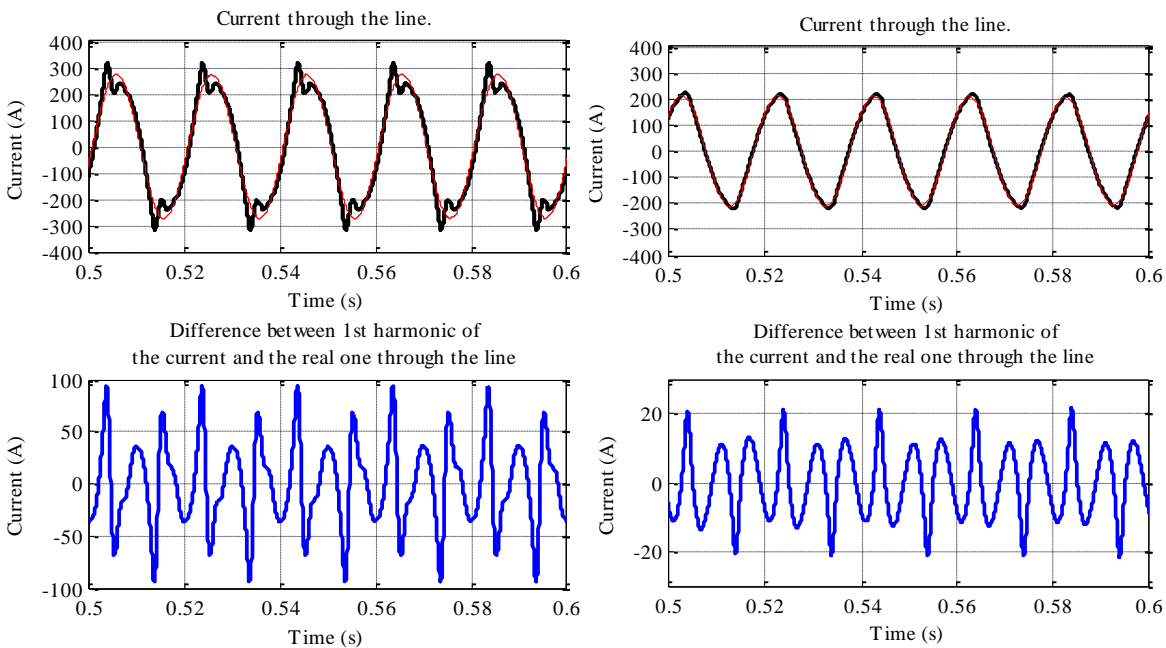 Current through the line.
400
300
200
100
0
-100
-200
-300
-400
Current (A)
0.5 0.52 0.54 0.56 0.58 0.6
Time (s)
Current through the line.
400
300
200
100
0
-100
-200
-300
-400
Current (A)
0.5 0.52 0.54 0.56 0.58 0.6
Time (s)
Difference between 1st harmonic of
the current and the real one through the line
100
50
0
-50
-100
Current (A)
0.5 0.52 0.54 0.56 0.58 0.6
Time (s)
Difference between 1st harmonic of
the current and the real one through the line
20
0
-20
Current (A)
0.5 0.52 0.54 0.56 0.58 0.6
Time (s)